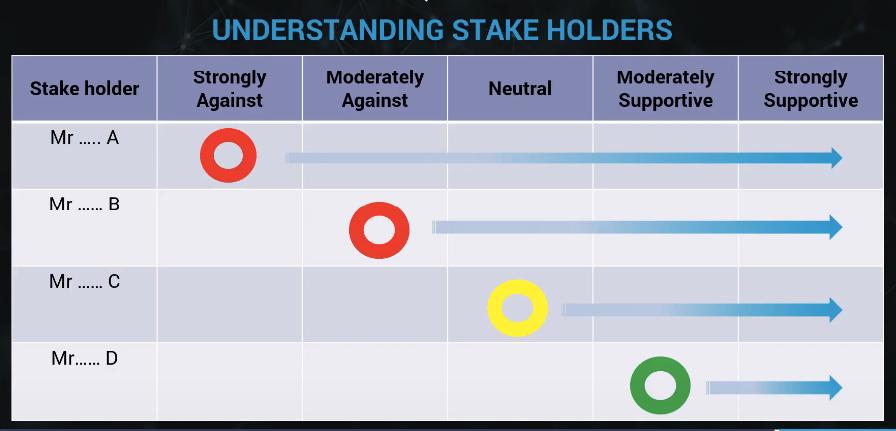 UNDERSTANDING STAKE HOLDERS
Stake holder
Strongly
Against
Moderately
Against
Neutral
Moderately
Supportive
Strongly
Supportive
Mr ..... A
Mr ...... B
Mr ...... C
Mr...... D